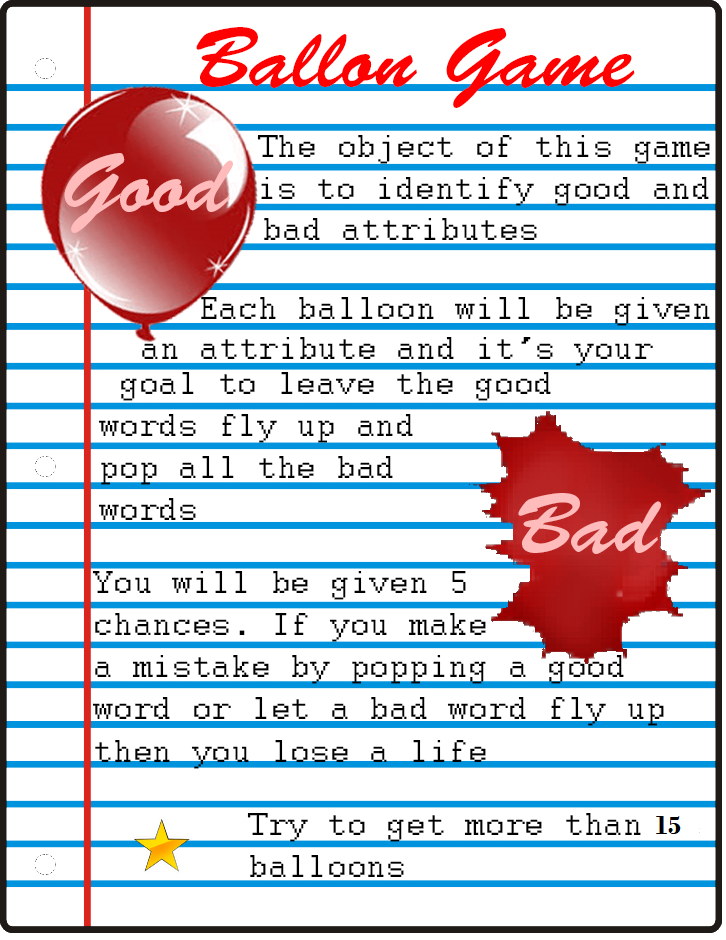 Ballon Game
Good
The object of this game
is to identify good and
bad attributes
Each balloon will be given
an attribute and it's your
goal to leave the good
words fly up and
pop all the bad
words
Bad
You will be given 5
chances. If you make
a mistake by popping a good
word or let a bad word fly up
then you lose a life
Try to get more than 15
balloons